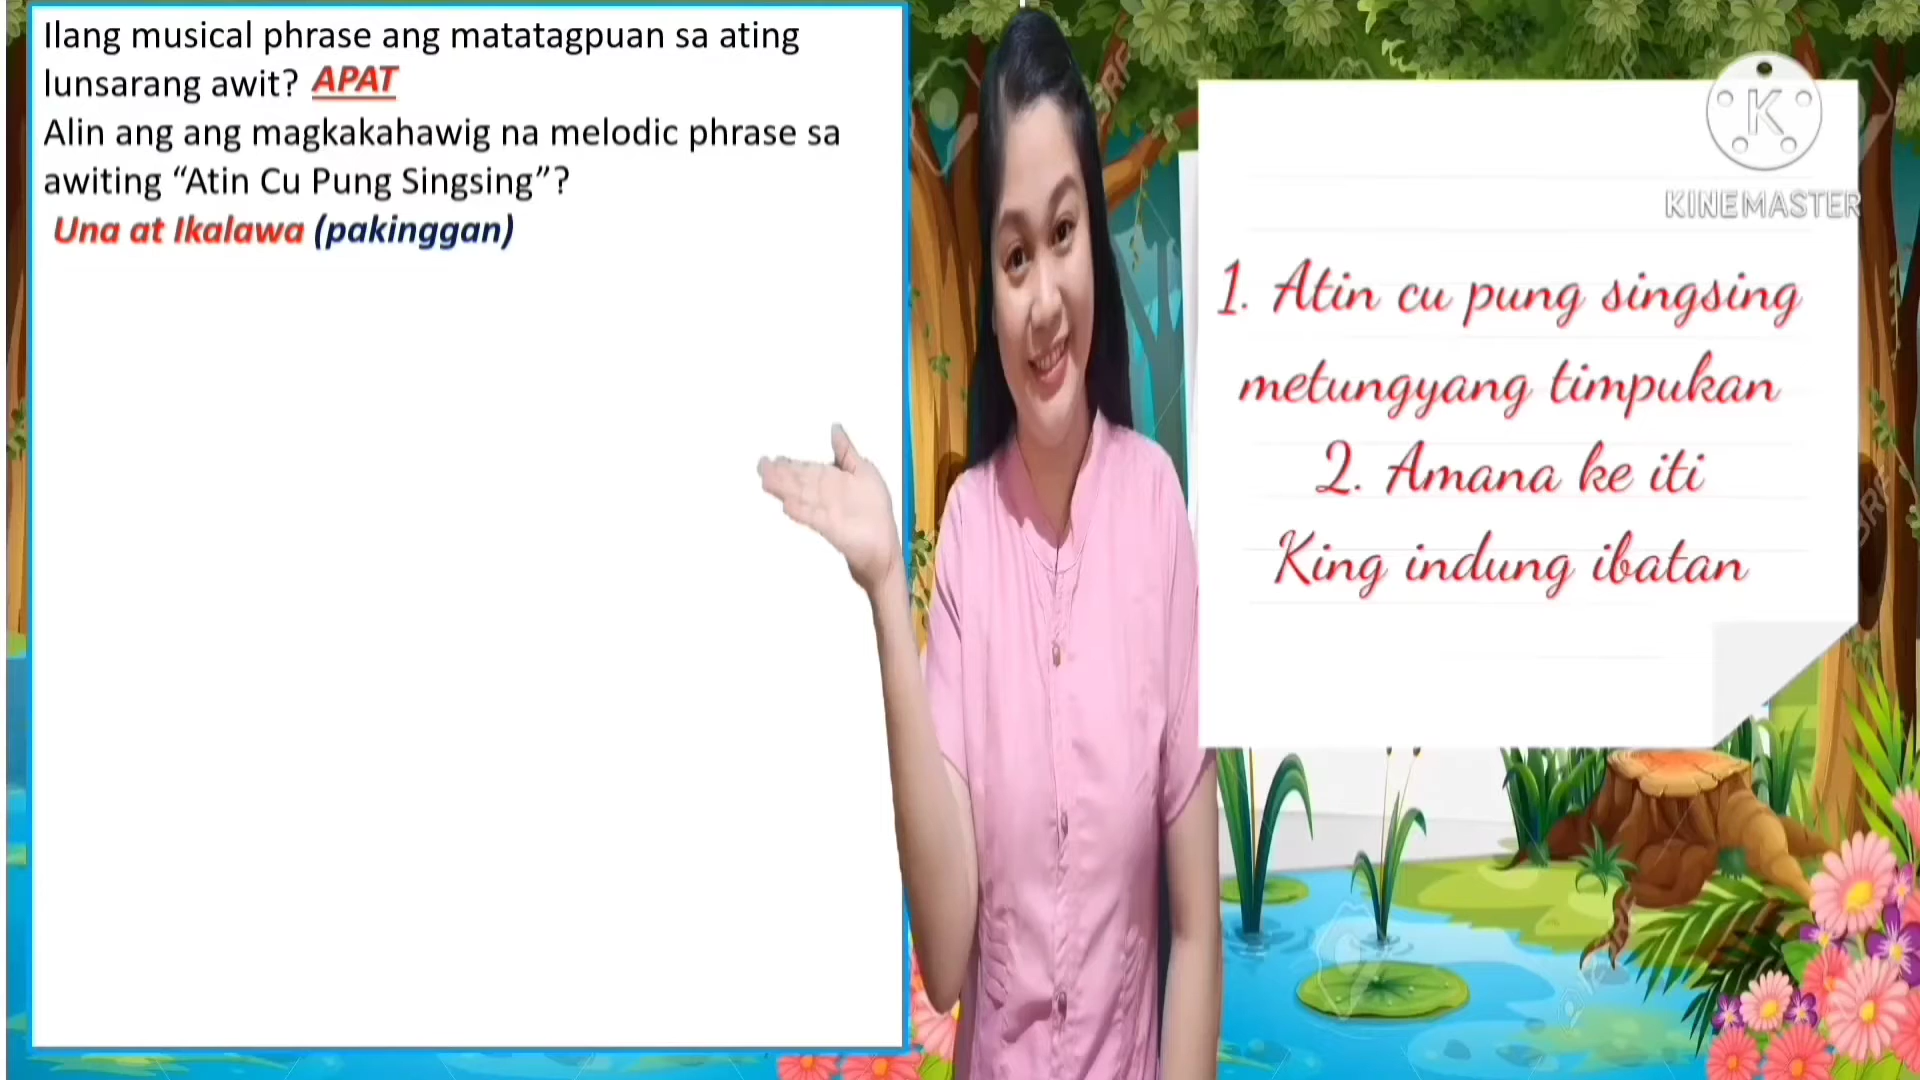 Ilang musical phrase ang matatagpuan sa ating
lunsarang awit? APAT
Alin ang ang magkakahawig na melodic phrase sa
awiting “Atin Cu Pung Singsing”?
Una at Ikalawa (pakinggan)
K
KINEMASTER
1. Atin cu pung singsing
metungyang timpukan
2. Amana ke iti
King indung ibatan